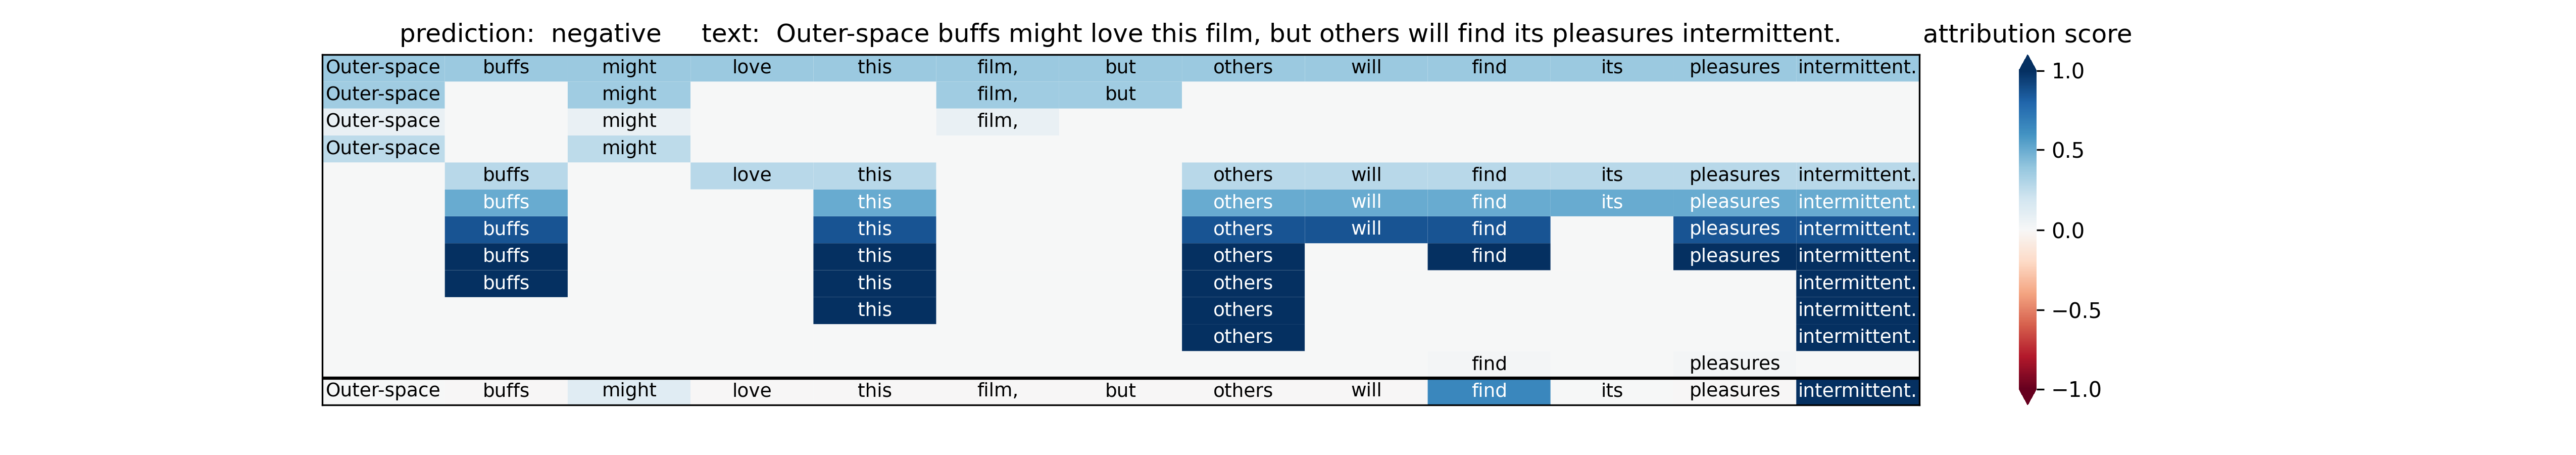 prediction: negative text: Outer-space buffs might love this film, but others will find its pleasures intermittent. attribution score
Outer-space buffs might love this film, but others will find its pleasures intermittent. 1.0
Outer-space might film, but
Outer-space might film,
Outer-space might 0.5
buffs love this others will find its pleasures intermittent.
buffs this others will find its pleasures intermittent.
buffs this others will find pleasures intermittent. 0.0
buffs this others find pleasures intermittent.
buffs this others intermittent.
this others intermittent. −0.5
others intermittent.
find pleasures
Outer-space buffs might love this film, but others will find its pleasures intermittent. −1.0